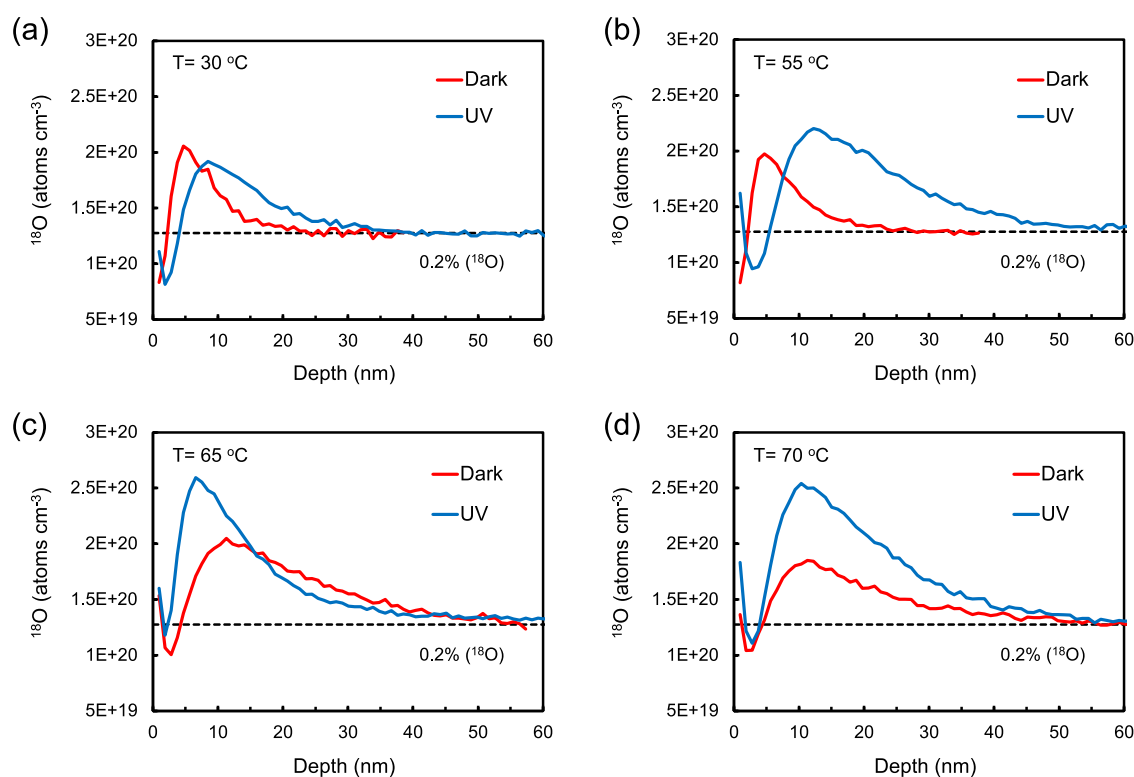 (a)
3E+20
2.5E+20
2E+20
1.5E+20
1E+20
5E+19
¹⁸O (atoms cm⁻³)
T= 30 ᵒC
Dark
UV
0.2% (¹⁸O)
0 10 20 30 40 50 60
Depth (nm)
(b)
3E+20
2.5E+20
2E+20
1.5E+20
1E+20
5E+19
¹⁸O (atoms cm⁻³)
T= 55 ᵒC
Dark
UV
0.2% (¹⁸O)
0 10 20 30 40 50 60
Depth (nm)
(c)
3E+20
2.5E+20
2E+20
1.5E+20
1E+20
5E+19
¹⁸O (atoms cm⁻³)
T= 65 ᵒC
Dark
UV
0.2% (¹⁸O)
0 10 20 30 40 50 60
Depth (nm)
(d)
3E+20
2.5E+20
2E+20
1.5E+20
1E+20
5E+19
¹⁸O (atoms cm⁻³)
T= 70 ᵒC
Dark
UV
0.2% (¹⁸O)
0 10 20 30 40 50 60
Depth (nm)